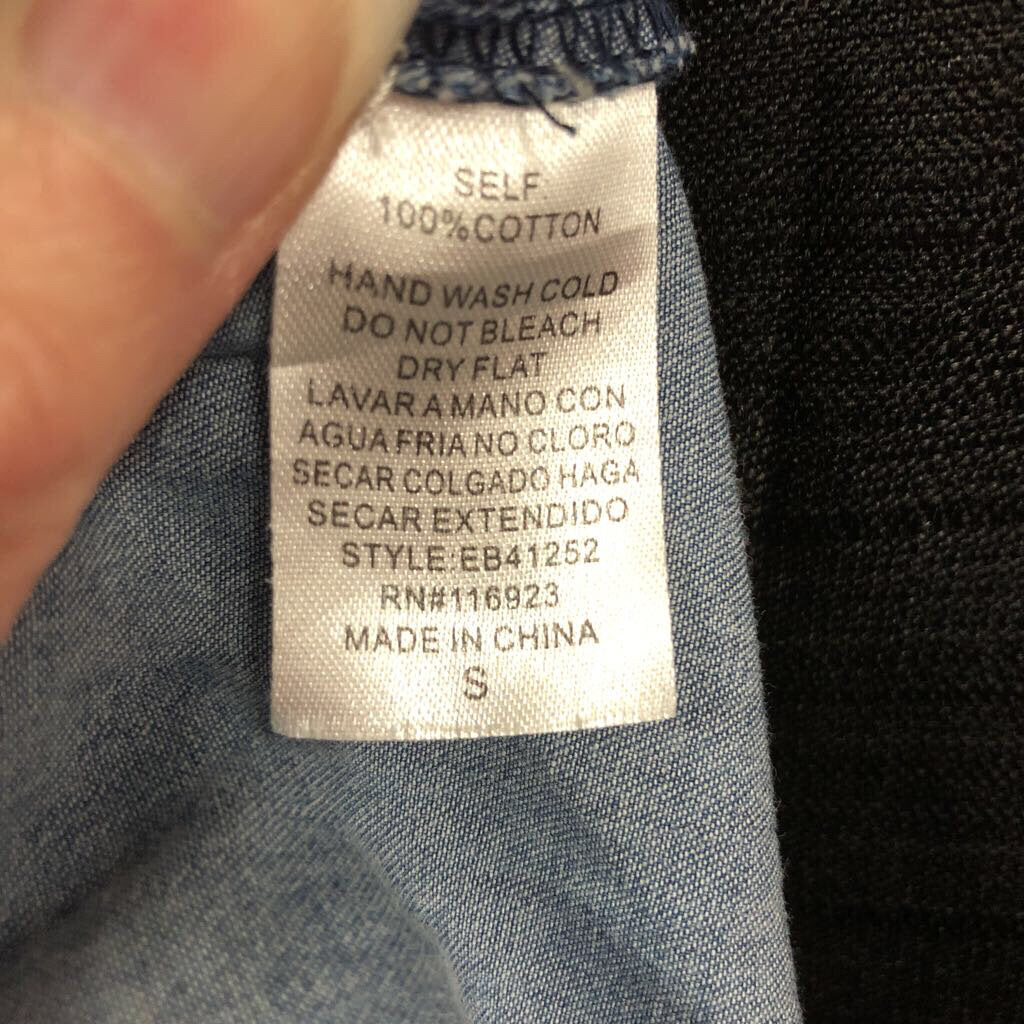 SELF
100%COTTON
HAND WASH COLD
DO NOT BLEACH
DRY FLAT
LAVAR A MANO CON
AGUA FRIA NO CLORO
SECAR COLGADO HAGA
SECAR EXTENDIDO
STYLE:EB41252
RN#116923
MADE IN CHINA
S